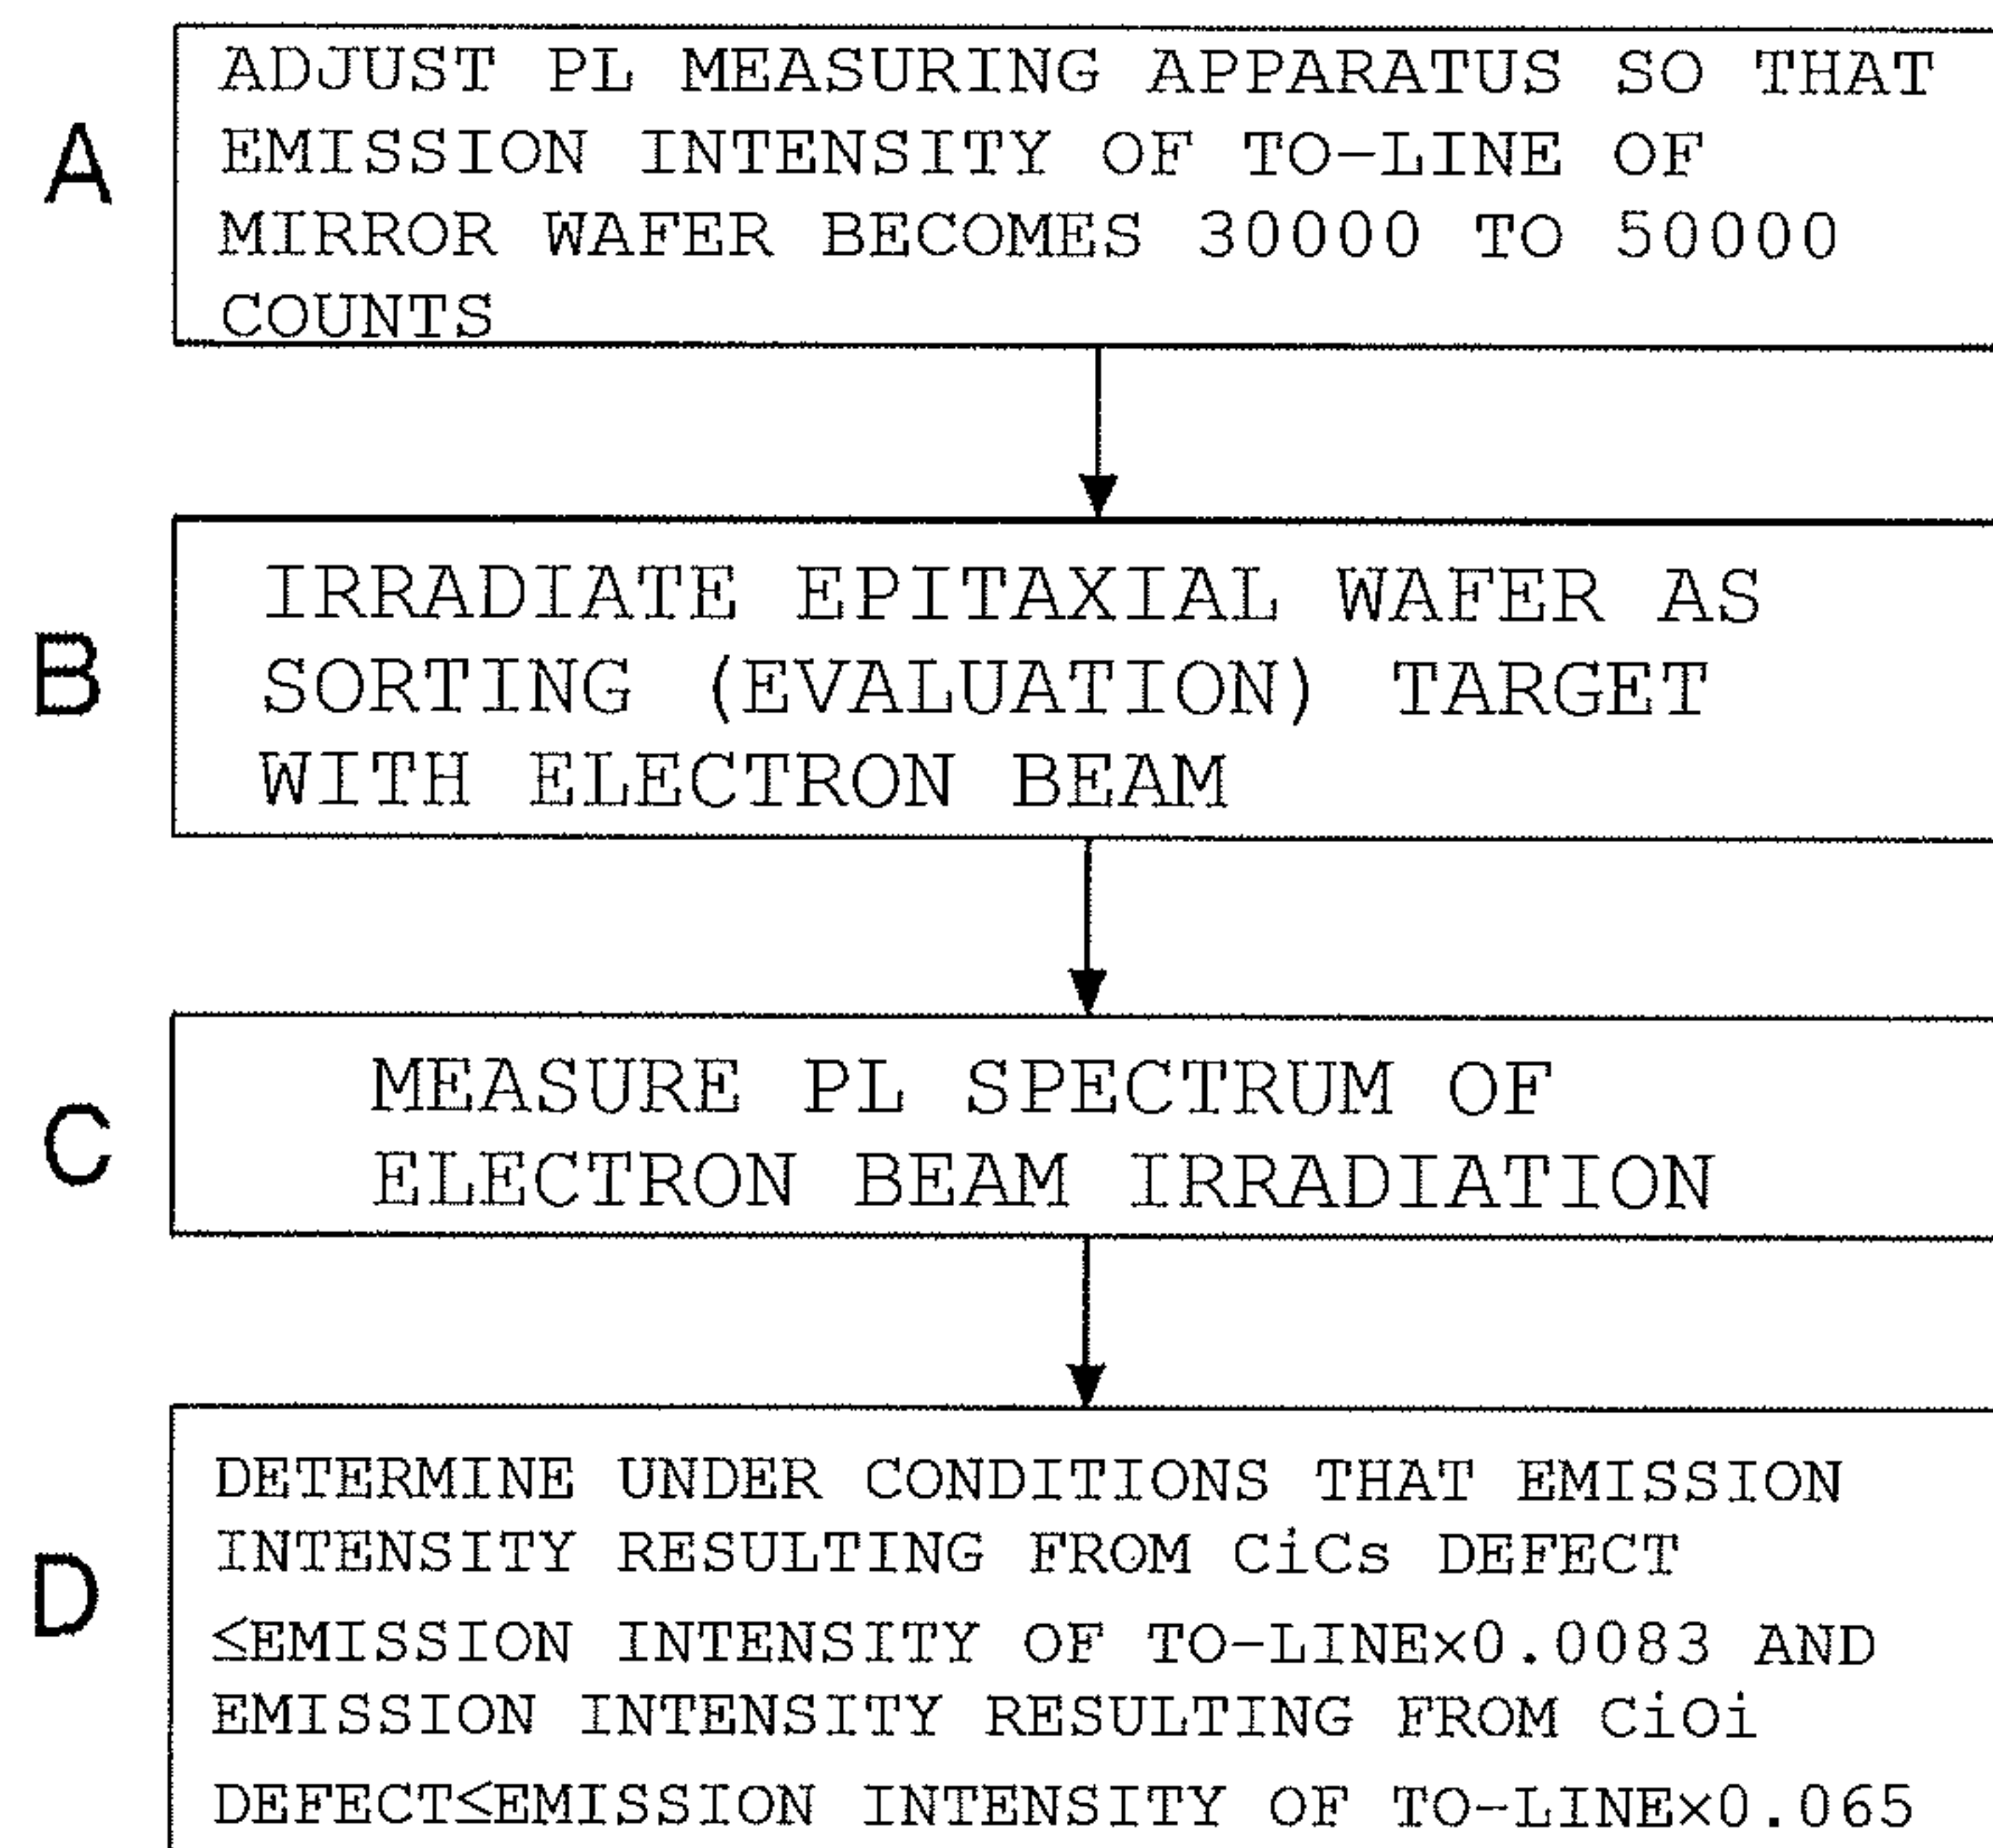 A
ADJUST PL MEASURING APPARATUS SO THAT
EMISSION INTENSITY OF TO-LINE OF
MIRROR WAFER BECOMES 30000 TO 50000
COUNTS
B
IRRADIATE EPITAXIAL WAFER AS
SORTING (EVALUATION) TARGET
WITH ELECTRON BEAM
C
MEASURE PL SPECTRUM OF
ELECTRON BEAM IRRADIATION
D
DETERMINE UNDER CONDITIONS THAT EMISSION
INTENSITY RESULTING FROM CiCs DEFECT
≤EMISSION INTENSITY OF TO-LINE×0.0083 AND
EMISSION INTENSITY RESULTING FROM CiOi
DEFECT≤EMISSION INTENSITY OF TO-LINE×0.065